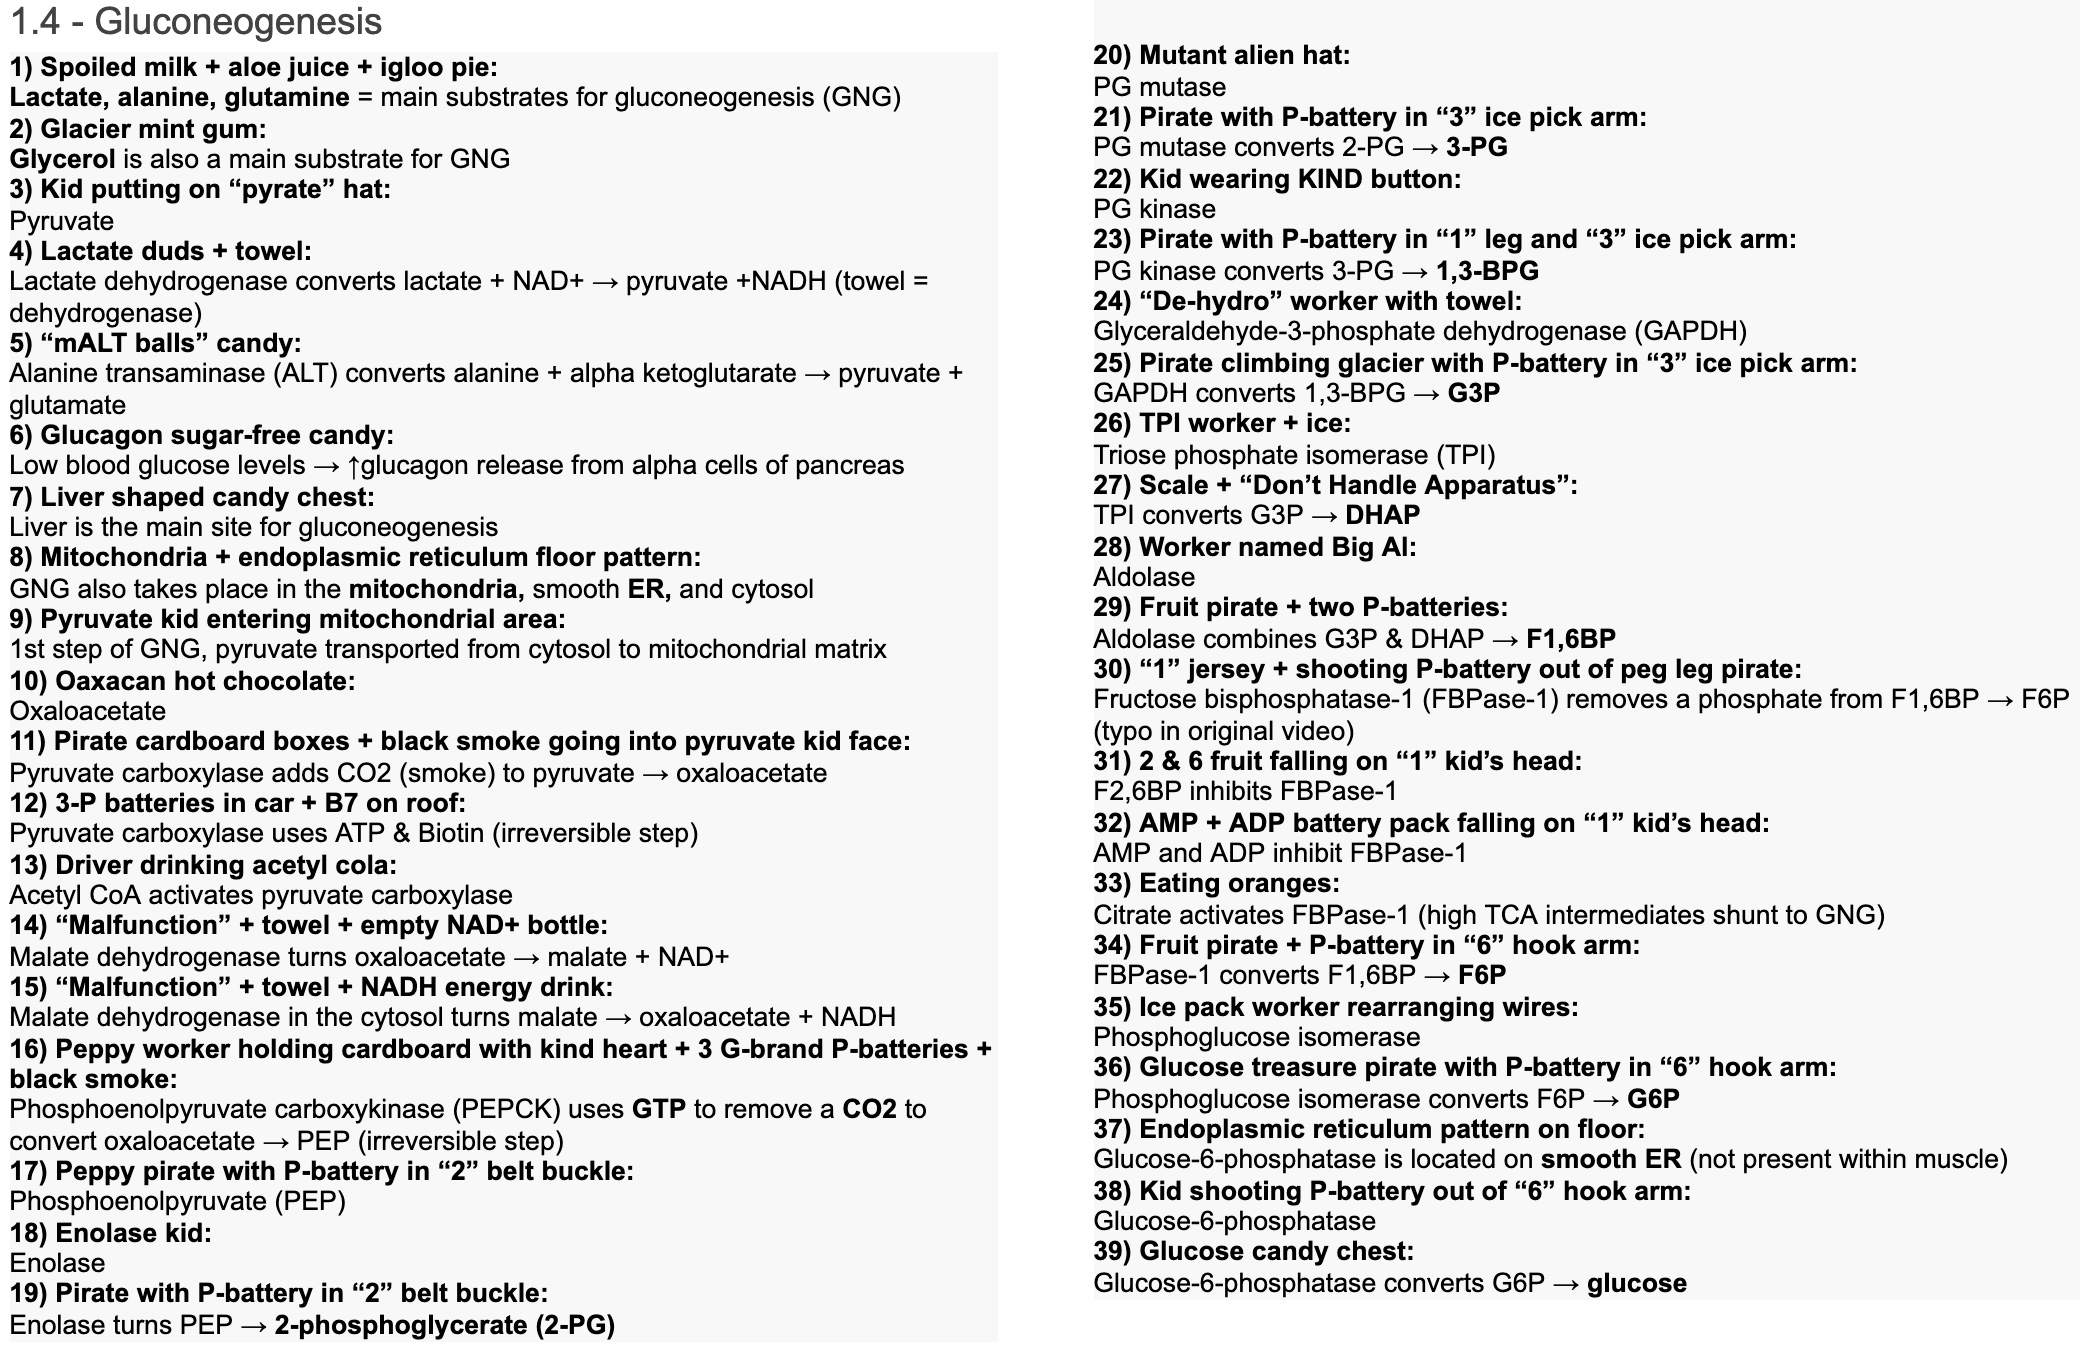 1.4 - Gluconeogenesis
1) Spoiled milk + aloe juice + igloo pie:
Lactate, alanine, glutamine = main substrates for gluconeogenesis (GNG)
2) Glacier mint gum:
Glycerol is also a main substrate for GNG
3) Kid putting on “pyrate” hat:
Pyruvate
4) Lactate duds + towel:
Lactate dehydrogenase converts lactate + NAD+ → pyruvate +NADH (towel =
dehydrogenase)
5) “mALT balls” candy:
Alanine transaminase (ALT) converts alanine + alpha ketoglutarate → pyruvate +
glutamate
6) Glucagon sugar-free candy:
Low blood glucose levels → ↑glucagon release from alpha cells of pancreas
7) Liver shaped candy chest:
Liver is the main site for gluconeogenesis
8) Mitochondria + endoplasmic reticulum floor pattern:
GNG also takes place in the mitochondria, smooth ER, and cytosol
9) Pyruvate kid entering mitochondrial area:
1st step of GNG, pyruvate transported from cytosol to mitochondrial matrix
10) Oaxacan hot chocolate:
Oxaloacetate
11) Pirate cardboard boxes + black smoke going into pyruvate kid face:
Pyruvate carboxylase adds CO2 (smoke) to pyruvate → oxaloacetate
12) 3-P batteries in car + B7 on roof:
Pyruvate carboxylase uses ATP & Biotin (irreversible step)
13) Driver drinking acetyl cola:
Acetyl CoA activates pyruvate carboxylase
14) “Malfunction” + towel + empty NAD+ bottle:
Malate dehydrogenase turns oxaloacetate → malate + NAD+
15) “Malfunction” + towel + NADH energy drink:
Malate dehydrogenase in the cytosol turns malate → oxaloacetate + NADH
16) Peppy worker holding cardboard with kind heart + 3 G-brand P-batteries +
black smoke:
Phosphoenolpyruvate carboxykinase (PEPCK) uses GTP to remove a CO2 to
convert oxaloacetate → PEP (irreversible step)
17) Peppy pirate with P-battery in “2” belt buckle:
Phosphoenolpyruvate (PEP)
18) Enolase kid:
Enolase
19) Pirate with P-battery in “2” belt buckle:
Enolase turns PEP → 2-phosphoglycerate (2-PG)
20) Mutant alien hat:
PG mutase
21) Pirate with P-battery in “3” ice pick arm:
PG mutase converts 2-PG → 3-PG
22) Kid wearing KIND button:
PG kinase
23) Pirate with P-battery in “1” leg and “3” ice pick arm:
PG kinase converts 3-PG → 1,3-BPG
24) “De-hydro” worker with towel:
Glyceraldehyde-3-phosphate dehydrogenase (GAPDH)
25) Pirate climbing glacier with P-battery in “3” ice pick arm:
GAPDH converts 1,3-BPG → G3P
26) TPI worker + ice:
Triose phosphate isomerase (TPI)
27) Scale + “Don’t Handle Apparatus”:
TPI converts G3P → DHAP
28) Worker named Big Al:
Aldolase
29) Fruit pirate + two P-batteries:
Aldolase combines G3P & DHAP → F1,6BP
30) “1” jersey + shooting P-battery out of peg leg pirate:
Fructose bisphosphatase-1 (FBPase-1) removes a phosphate from F1,6BP → F6P
(typo in original video)
31) 2 & 6 fruit falling on “1” kid’s head:
F2,6BP inhibits FBPase-1
32) AMP + ADP battery pack falling on “1” kid’s head:
AMP and ADP inhibit FBPase-1
33) Eating oranges:
Citrate activates FBPase-1 (high TCA intermediates shunt to GNG)
34) Fruit pirate + P-battery in “6” hook arm:
FBPase-1 converts F1,6BP → F6P
35) Ice pack worker rearranging wires:
Phosphoglucose isomerase
36) Glucose treasure pirate with P-battery in “6” hook arm:
Phosphoglucose isomerase converts F6P → G6P
37) Endoplasmic reticulum pattern on floor:
Glucose-6-phosphatase is located on smooth ER (not present within muscle)
38) Kid shooting P-battery out of “6” hook arm:
Glucose-6-phosphatase
39) Glucose candy chest:
Glucose-6-phosphatase converts G6P → glucose